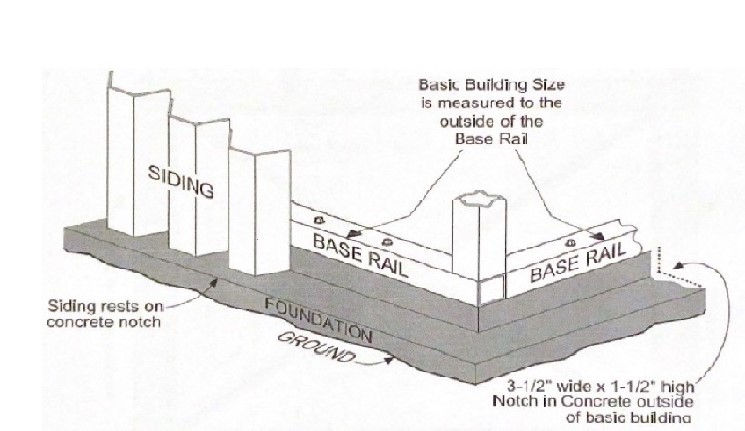 Basic Building Size
is measured to the
outside of the
Base Rail
SIDING
BASE RAIL
BASE RAIL
Siding rests on
concrete notch
FOUNDATION
GROUND
3-1/2" wide x 1-1/2" high
Notch in Concrete outside
of basic building